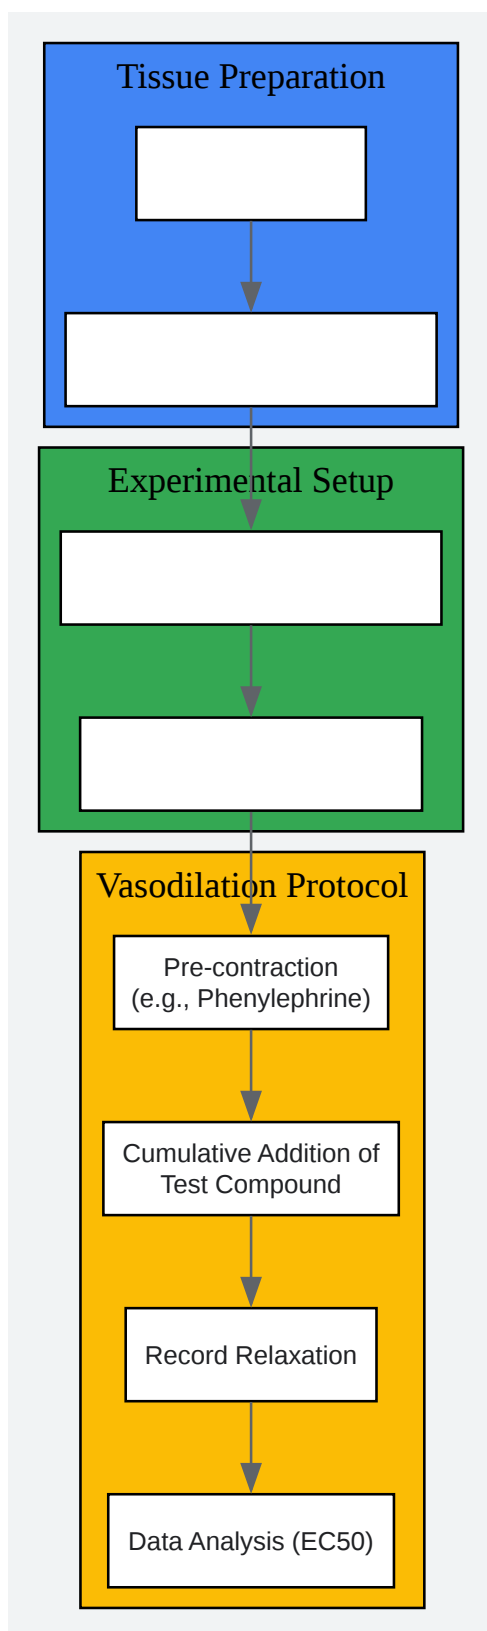 Tissue Preparation
Experimental Setup
Vasodilation Protocol
Pre-contraction
(e.g., Phenylephrine)
Cumulative Addition of
Test Compound
Record Relaxation
Data Analysis (EC50)